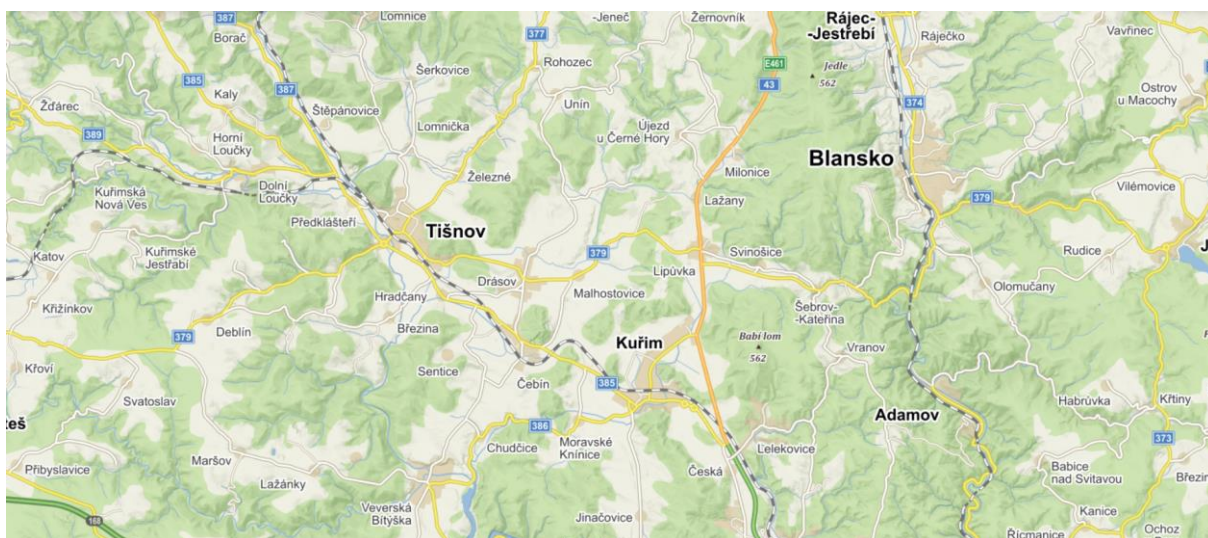 387
Lomnice
377
-Jeneč
Žernovník
Rájec-
-Jestřebí
Vavřinec
Borač
Ráječko
Šerkovice
Rohozec
E461
Jedle
562
385
Kaly
387
43
Ostrov
u Macochy
Žďárec
Štěpánovice
Unín
374
389
Horní
Loučky
Lomnička
Újezd
u Černé Hory
Blansko
Milonice
Kuřimská
Nová Ves
Dolní
Loučky
Železné
Vilémovice
Lažany
379
Předklášteří
Tišnov
Kuřimské
Jestřabí
Katov
379
Svinošice
Rudice
J
Lipůvka
Drásov
Olomučany
Křižínkov
Hradčany
Malhostovice
Šebrov-
-Kateřina
Deblín
Březina
379
Kuřim
Babí lom
562
Vranov
Křoví
Sentice
Čebín
385
Svatoslav
Habrůvka
Křtiny
teš
386
Adamov
Chudčice
Moravské
Knínice
Lelekovice
373
Přibyslavice
Maršov
Lažánky
Česká
Babice
nad Svitavou
Březin
Veverská
Bítýška
168
Jinačovice
Kanice
Řícmanice
Ochoz